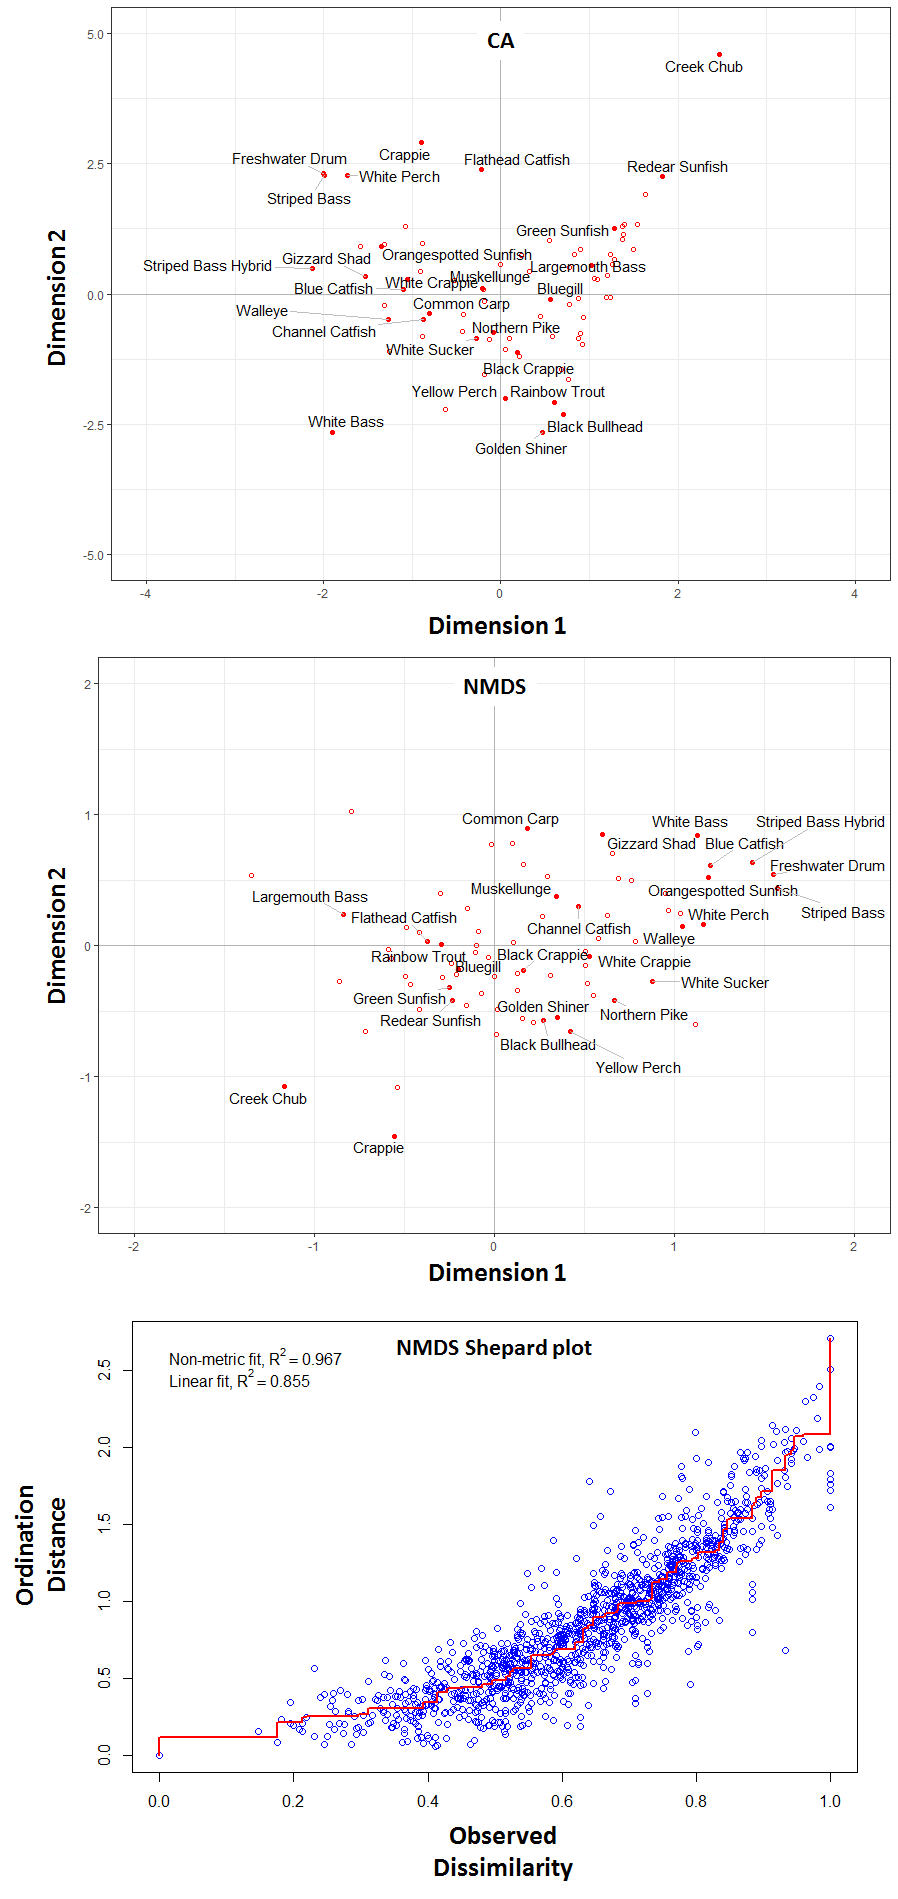 CA
5.0
Creek Chub
Crappie
Freshwater Drum
Flathead Catfish
2.5
White Perch
Redear Sunfish
Striped Bass
Green Sunfish
Orangespotted Sunfish
Gizzard Shad
Striped Bass Hybrid
Largemouth Bass
Muskellunge
White Crappie
Blue Catfish
Bluegill
0.0
Common Carp
Walleye
Channel Catfish
Northern Pike
White Sucker
Black Crappie
Yellow Perch
Rainbow Trout
-2.5
White Bass
Black Bullhead
Golden Shiner
-5.0
Dimension 2
-4
-2
0
2
4
Dimension 1
NMDS
2
1
Common Carp
White Bass
Striped Bass Hybrid
Gizzard Shad
Blue Catfish
Freshwater Drum
Muskellunge
Orangespotted Sunfish
Largemouth Bass
Striped Bass
Flathead Catfish
White Perch
Channel Catfish
Walleye
0
Rainbow Trout
Black Crappie
Bluegill
White Crappie
White Sucker
Green Sunfish
Golden Shiner
Northern Pike
Redear Sunfish
Black Bullhead
Yellow Perch
-1
Creek Chub
Crappie
-2
Dimension 2
-2
-1
0
1
2
Dimension 1
NMDS Shepard plot
Non-metric fit, R2 = 0.967
Linear fit, R2 = 0.855
2.5
2.0
1.5
1.0
0.5
0.0
Ordination
Distance
0.0
0.2
0.4
0.6
0.8
1.0
Observed
Dissimilarity